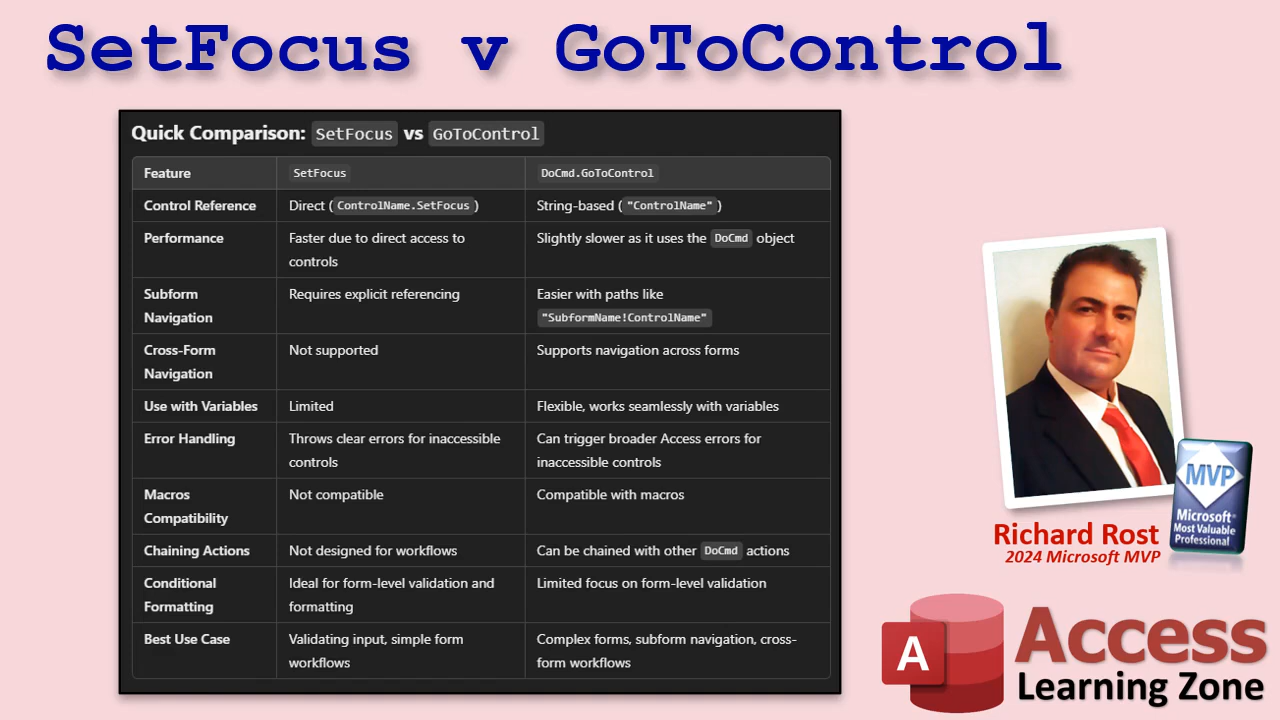 SetFocus v GoToControl
Quick Comparison: SetFocus vs GoToControl
Feature SetFocus DoCmd.GoToControl
Control Reference Direct (ControlName.SetFocus) String-based ("ControlName")
Performance Faster due to direct access to Slightly slower as it uses the DoCmd object
controls
Subform Requires explicit referencing Easier with paths like
Navigation "SubformName!ControlName"
Cross-Form Not supported Supports navigation across forms
Navigation
Use with Variables Limited Flexible, works seamlessly with variables
Error Handling Throws clear errors for inaccessible Can trigger broader Access errors for
controls inaccessible controls
Macros Not compatible Compatible with macros
Compatibility
Chaining Actions Not designed for workflows Can be chained with other DoCmd actions
Conditional Ideal for form-level validation and Limited focus on form-level validation
Formatting formatting
Best Use Case Validating input, simple form Complex forms, subform navigation, cross-
workflows form workflows
MVP
Microsoft®
Most Valuable
Professional
Richard Rost
2024 Microsoft MVP
A
Access
Learning Zone